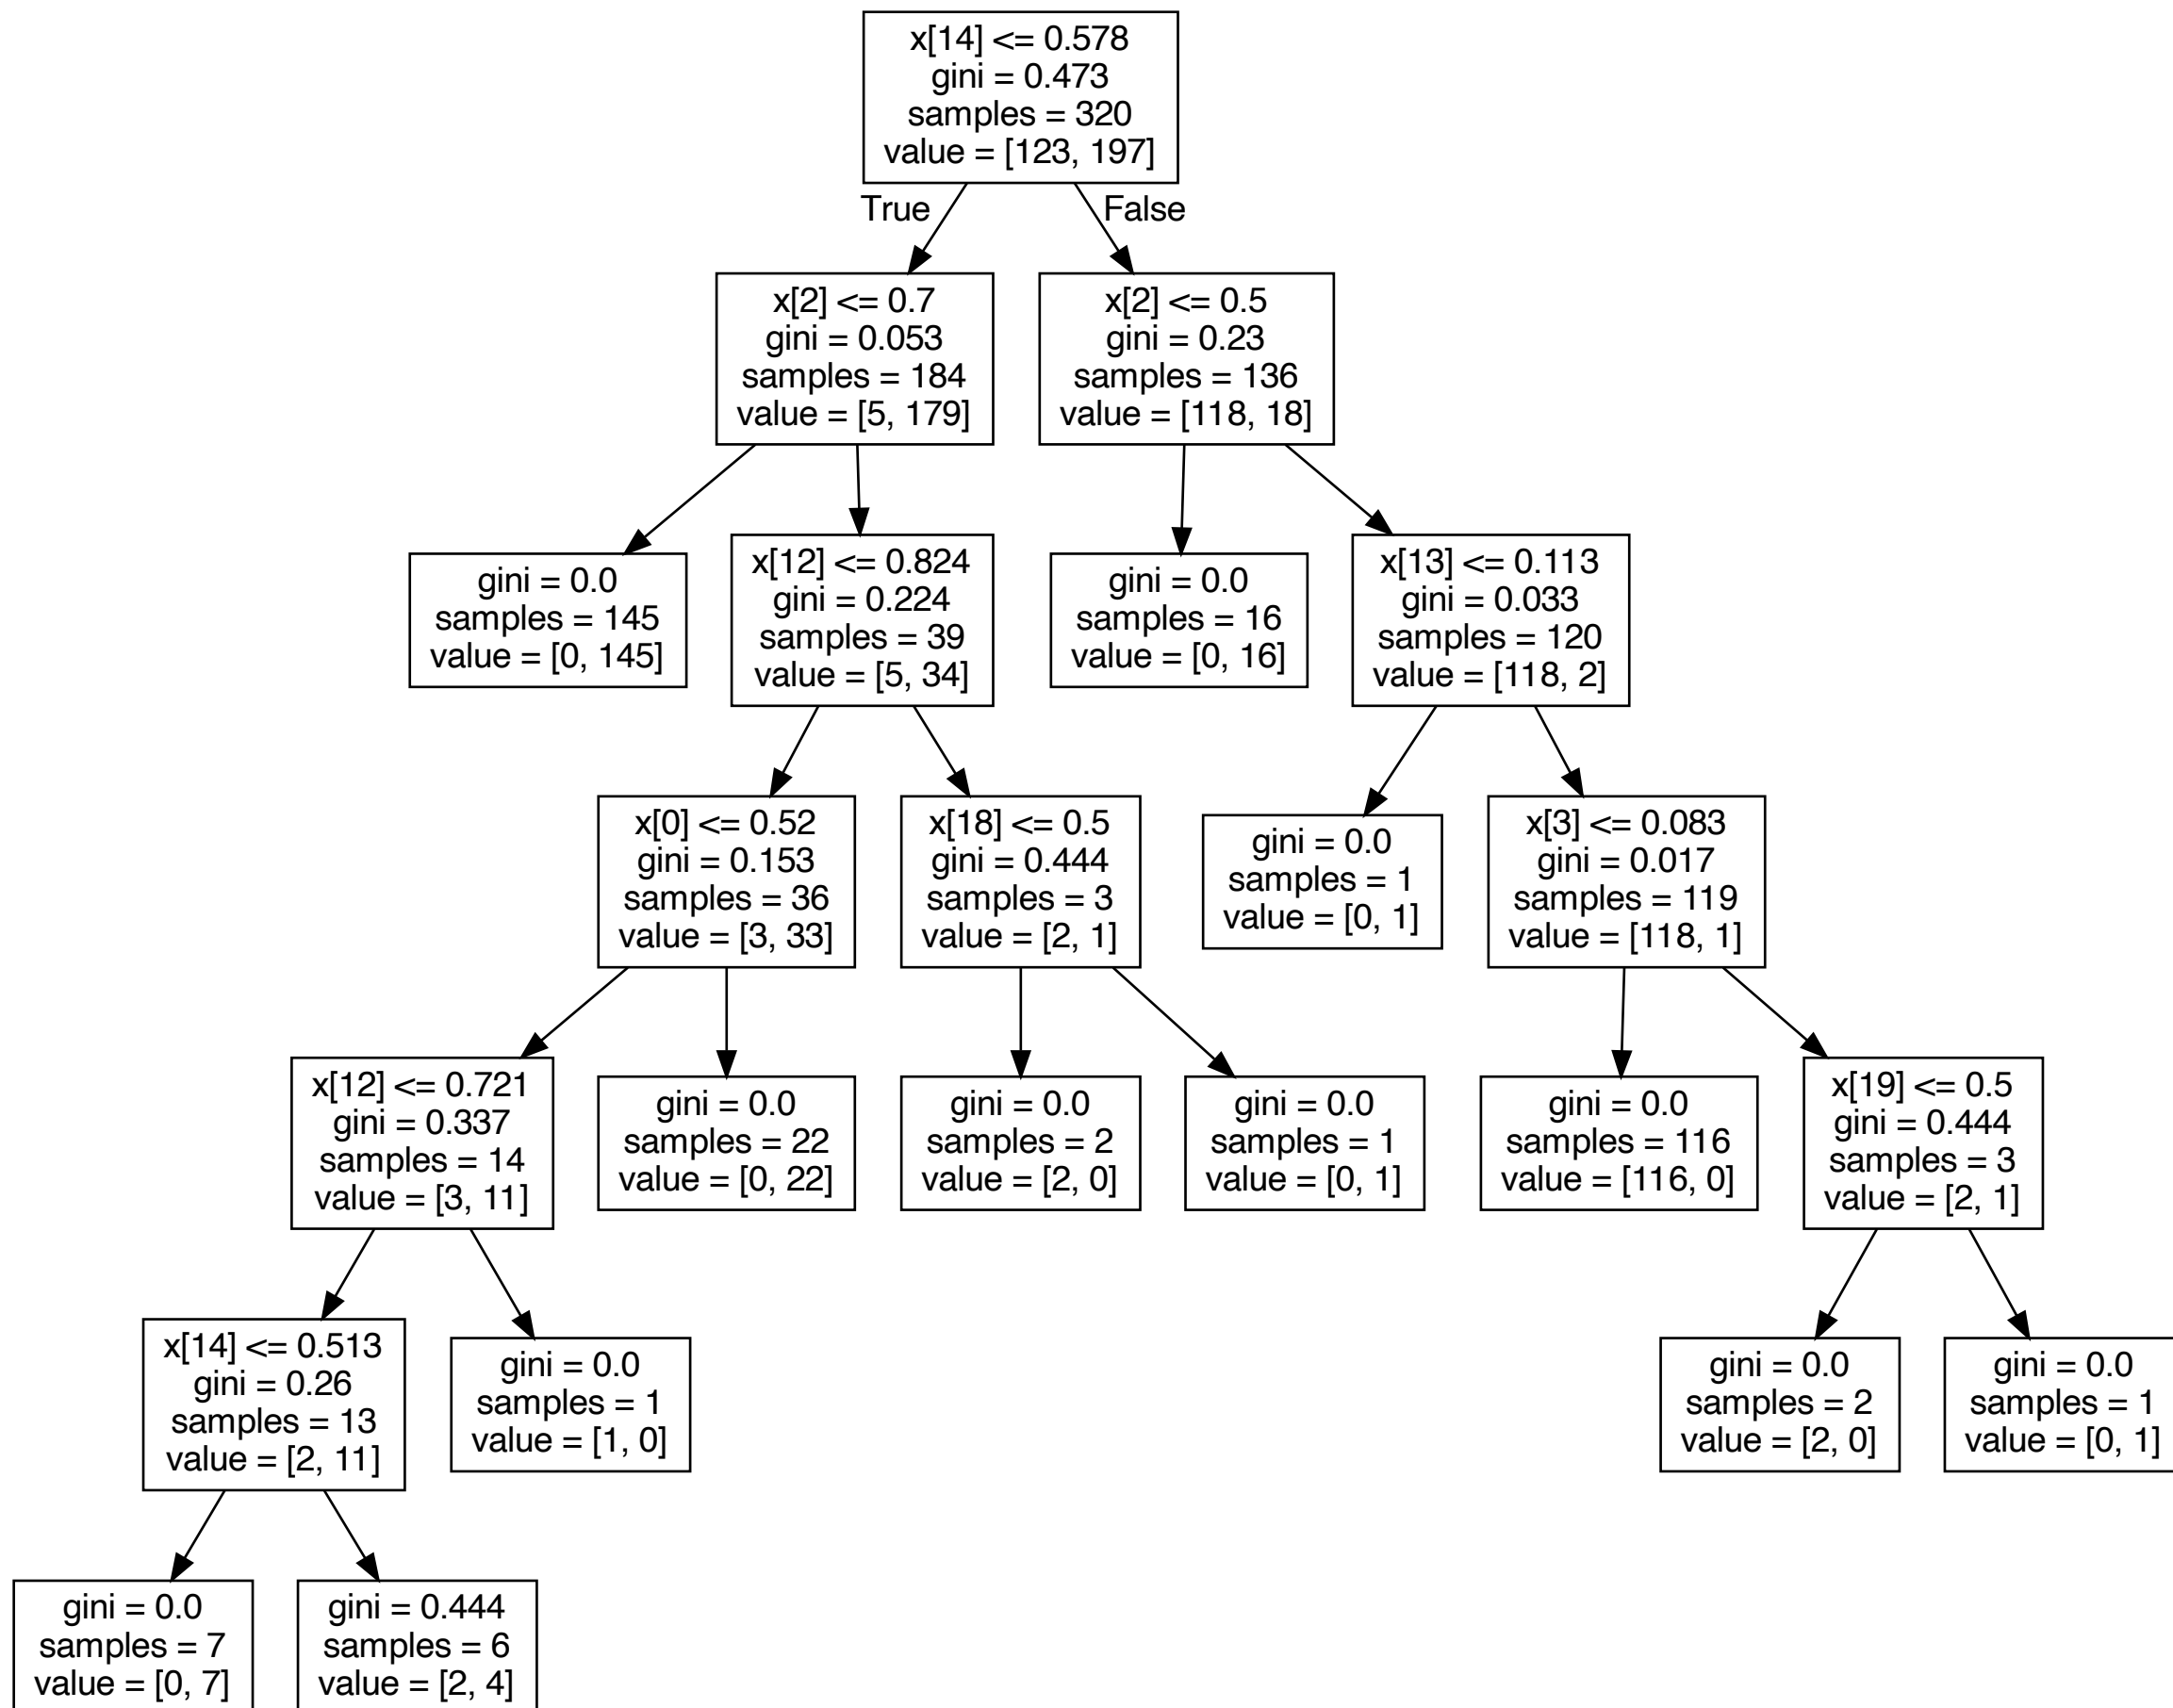 x[14] <= 0.578
gini = 0.473
samples = 320
value = [123, 197]
True
False
x[2] <= 0.7
gini = 0.053
samples = 184
value = [5, 179]
x[2] <= 0.5
gini = 0.23
samples = 136
value = [118, 18]
gini = 0.0
samples = 145
value = [0, 145]
x[12] <= 0.824
gini = 0.224
samples = 39
value = [5, 34]
gini = 0.0
samples = 16
value = [0, 16]
x[13] <= 0.113
gini = 0.033
samples = 120
value = [118, 2]
x[0] <= 0.52
gini = 0.153
samples = 36
value = [3, 33]
x[18] <= 0.5
gini = 0.444
samples = 3
value = [2, 1]
gini = 0.0
samples = 1
value = [0, 1]
x[3] <= 0.083
gini = 0.017
samples = 119
value = [118, 1]
x[12] <= 0.721
gini = 0.337
samples = 14
value = [3, 11]
gini = 0.0
samples = 22
value = [0, 22]
gini = 0.0
samples = 2
value = [2, 0]
gini = 0.0
samples = 1
value = [0, 1]
gini = 0.0
samples = 116
value = [116, 0]
x[19] <= 0.5
gini = 0.444
samples = 3
value = [2, 1]
x[14] <= 0.513
gini = 0.26
samples = 13
value = [2, 11]
gini = 0.0
samples = 1
value = [1, 0]
gini = 0.0
samples = 2
value = [2, 0]
gini = 0.0
samples = 1
value = [0, 1]
gini = 0.0
samples = 7
value = [0, 7]
gini = 0.444
samples = 6
value = [2, 4]